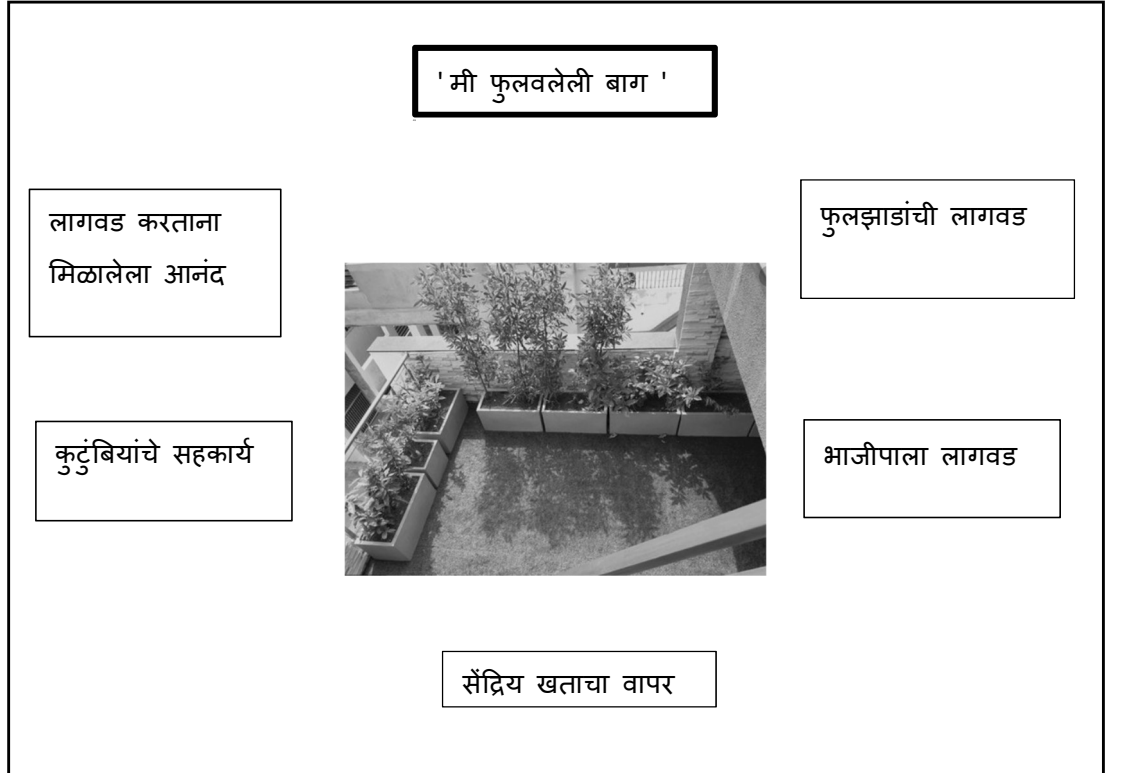 'मी फुलवलेली बाग '
लागवड करताना
मिळालेला आनंद
फुलझाडांची लागवड
कुटुंबियांचे सहकार्य
भाजीपाला लागवड
सेंद्रिय खताचा वापर